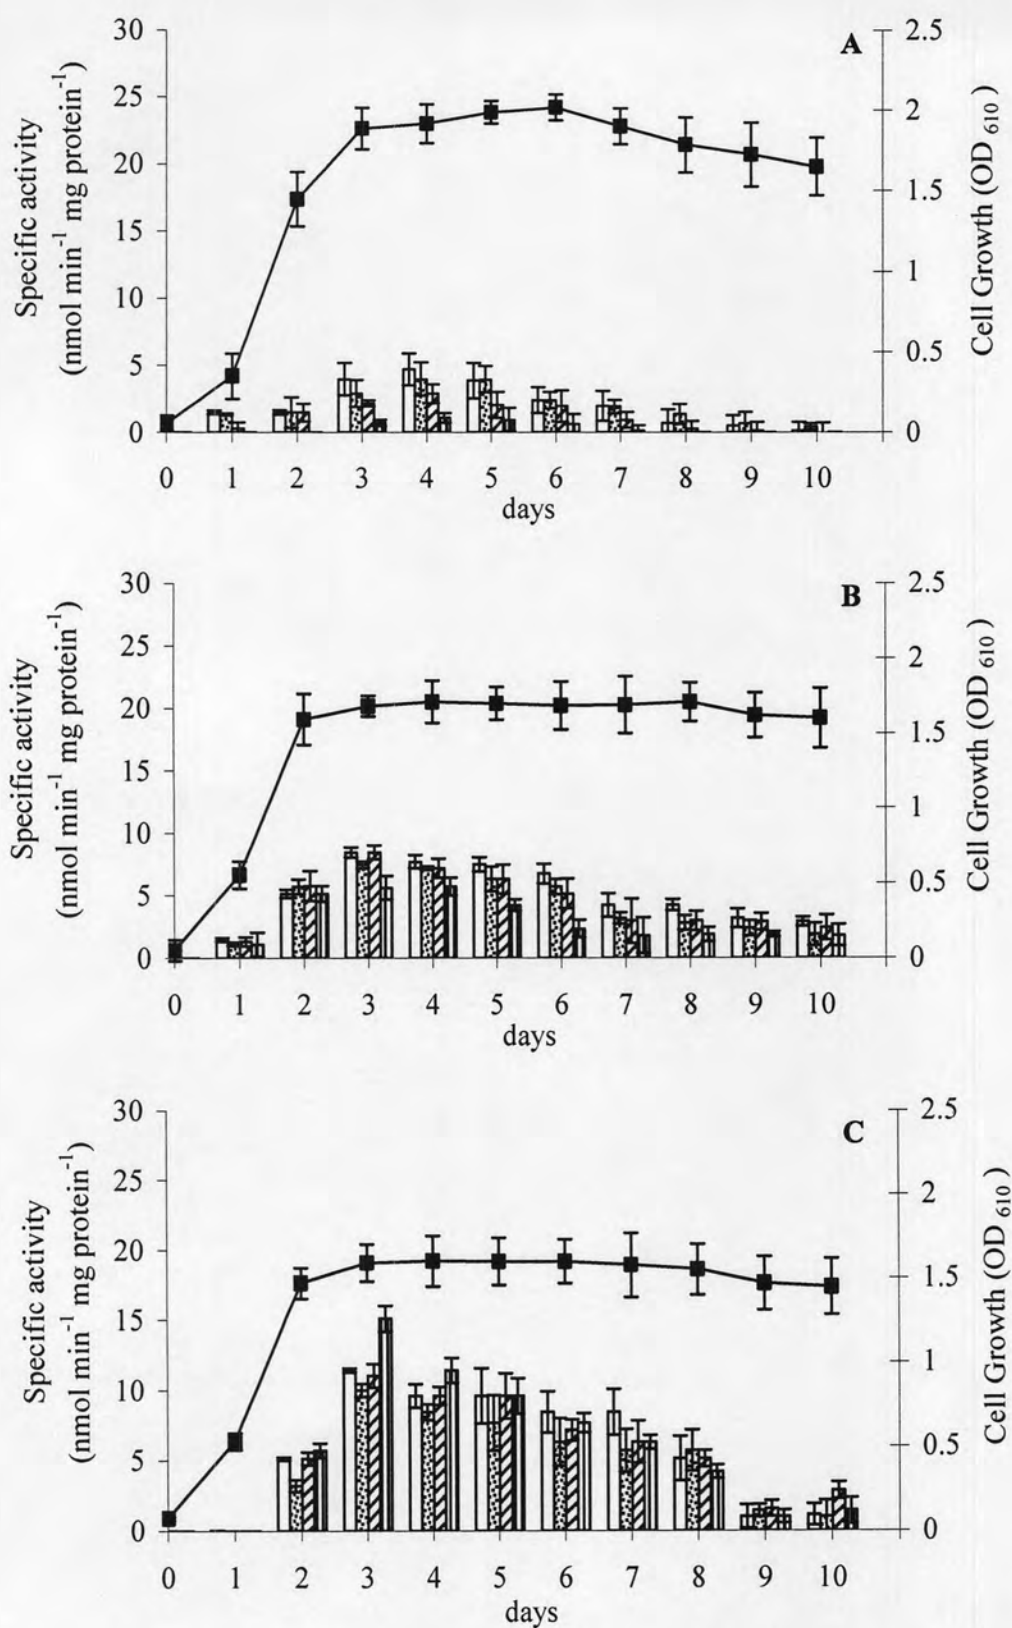 A
Specific activity
(nmol min⁻¹ mg protein⁻¹)
30
25
20
15
10
5
0
2.5
2
1.5
1
0.5
0
Cell Growth (OD ₆₁₀)
0 1 2 3 4 5 6 7 8 9 10
days
B
Specific activity
(nmol min⁻¹ mg protein⁻¹)
30
25
20
15
10
5
0
2.5
2
1.5
1
0.5
0
Cell Growth (OD ₆₁₀)
0 1 2 3 4 5 6 7 8 9 10
days
C
Specific activity
(nmol min⁻¹ mg protein⁻¹)
30
25
20
15
10
5
0
2.5
2
1.5
1
0.5
0
Cell Growth (OD ₆₁₀)
0 1 2 3 4 5 6 7 8 9 10
days